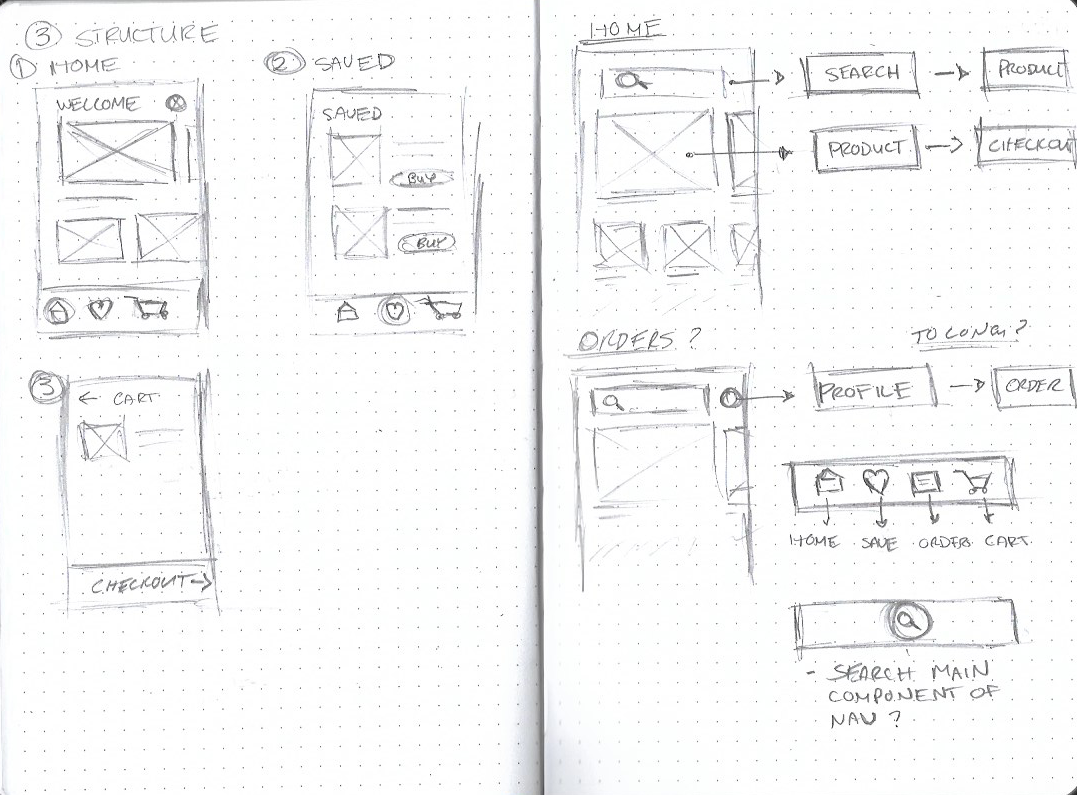 ③ STRUCTURE
① HOME
WELCOME
② SAVED
SAVED
BUY
BUY
③
← CART
CHECKOUT→
HOME
SEARCH → PRODUCT
PRODUCT → CHECKOUT
ORDERS ?
TO LONG ?
PROFILE → ORDER
HOME SAVE ORDER CART
- SEARCH MAIN
COMPONENT OF
NAV ?